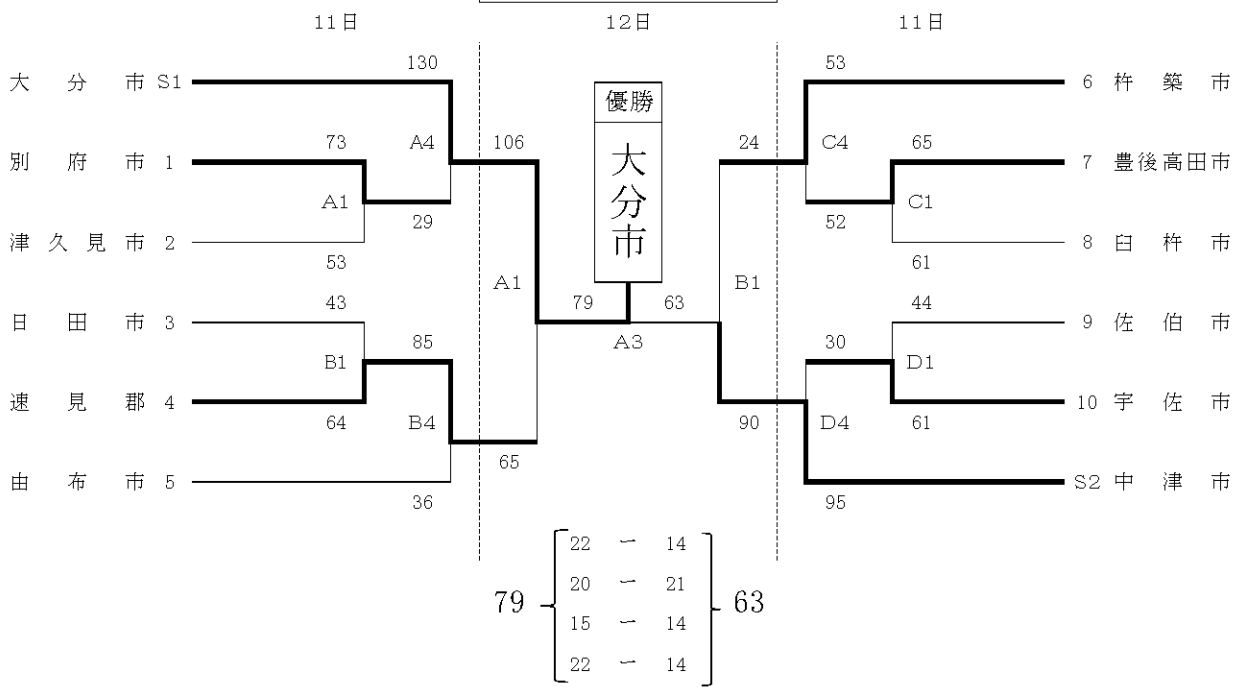 11日 12日 11日
130 53
大分市 S1 6 杵築市
優勝
73 A4 106 24 C4 65
別府市 1 7 豊後高田市
大分市
A1 C1
29 52
津久見市 2 8 臼杵市
53 61
A1 B1
43 79 63 44
日田市 3 9 佐伯市
A3
85 30
B1 D1
速見郡 4 10 宇佐市
64 B4 90 D4 61
65
由布市 5 S2 中津市
36 95
22 ー 14
20 ー 21
79 63
15 ー 14
22 ー 14